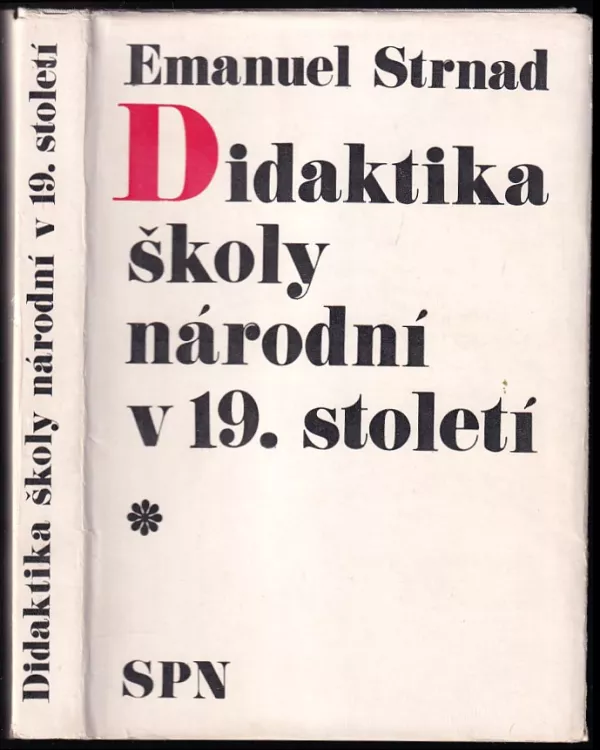 Emanuel Strnad
Didaktika
školy
národní
v 19. století
*
SPN
Didaktika školy národní v 19. století